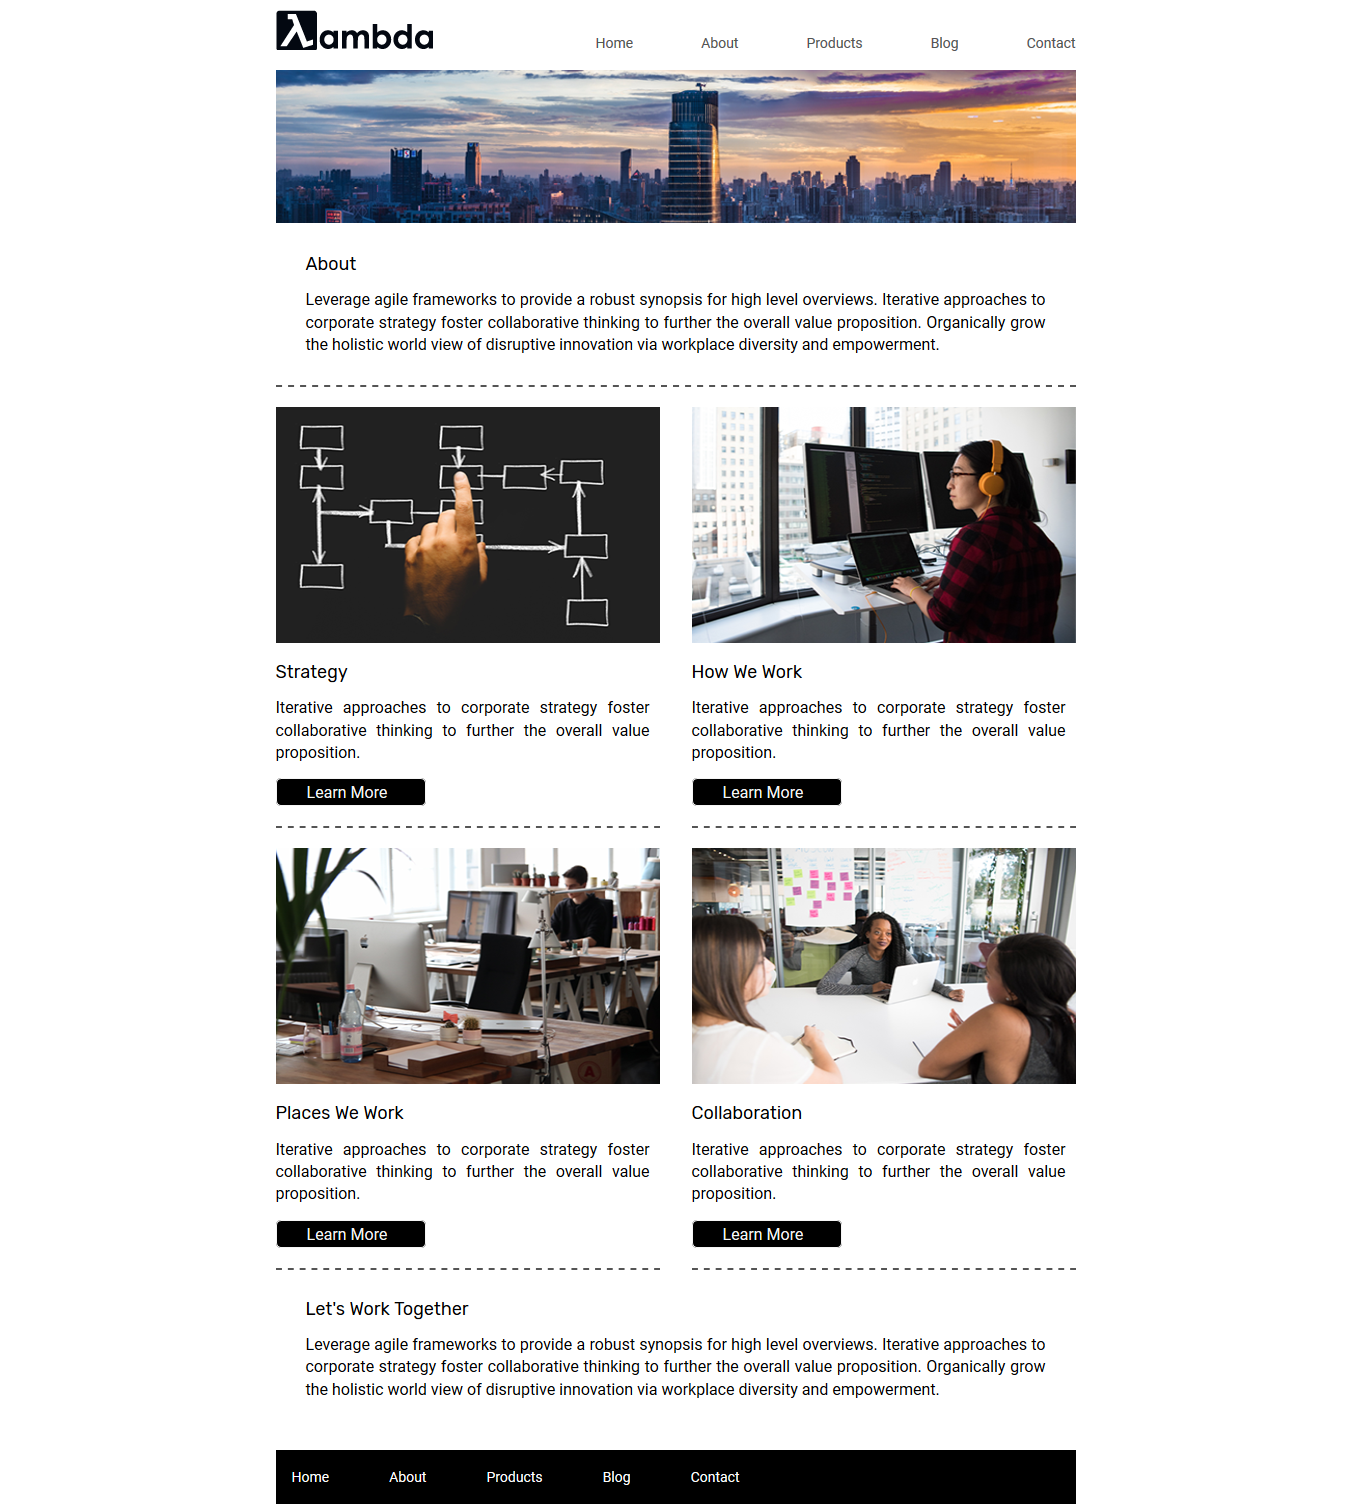 λambda
Home About Products Blog Contact
About
Leverage agile frameworks to provide a robust synopsis for high level overviews. Iterative approaches to
corporate strategy foster collaborative thinking to further the overall value proposition. Organically grow
the holistic world view of disruptive innovation via workplace diversity and empowerment.
Strategy
Iterative approaches to corporate strategy foster
collaborative thinking to further the overall value
proposition.
Learn More
How We Work
Iterative approaches to corporate strategy foster
collaborative thinking to further the overall value
proposition.
Learn More
Places We Work
Iterative approaches to corporate strategy foster
collaborative thinking to further the overall value
proposition.
Learn More
Collaboration
Iterative approaches to corporate strategy foster
collaborative thinking to further the overall value
proposition.
Learn More
Let's Work Together
Leverage agile frameworks to provide a robust synopsis for high level overviews. Iterative approaches to
corporate strategy foster collaborative thinking to further the overall value proposition. Organically grow
the holistic world view of disruptive innovation via workplace diversity and empowerment.
Home About Products Blog Contact